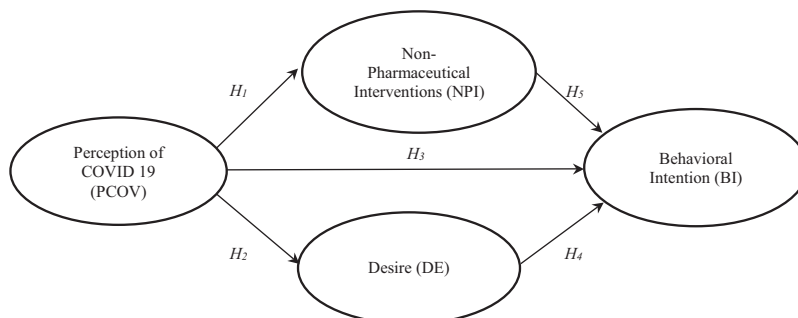 Non-
Pharmaceutical
Interventions (NPI)
H1
H5
Perception of
COVID 19
(PCOV)
H3
Behavioral
Intention (BI)
H2
Desire (DE)
H4